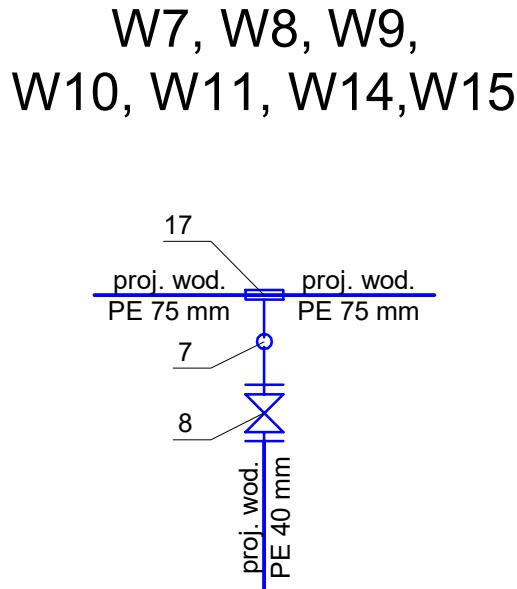 W7, W8, W9,
W10, W11, W14,W15
17
proj. wod. proj. wod.
PE 75 mm PE 75 mm
7
8
proj. wod.
PE 40 mm